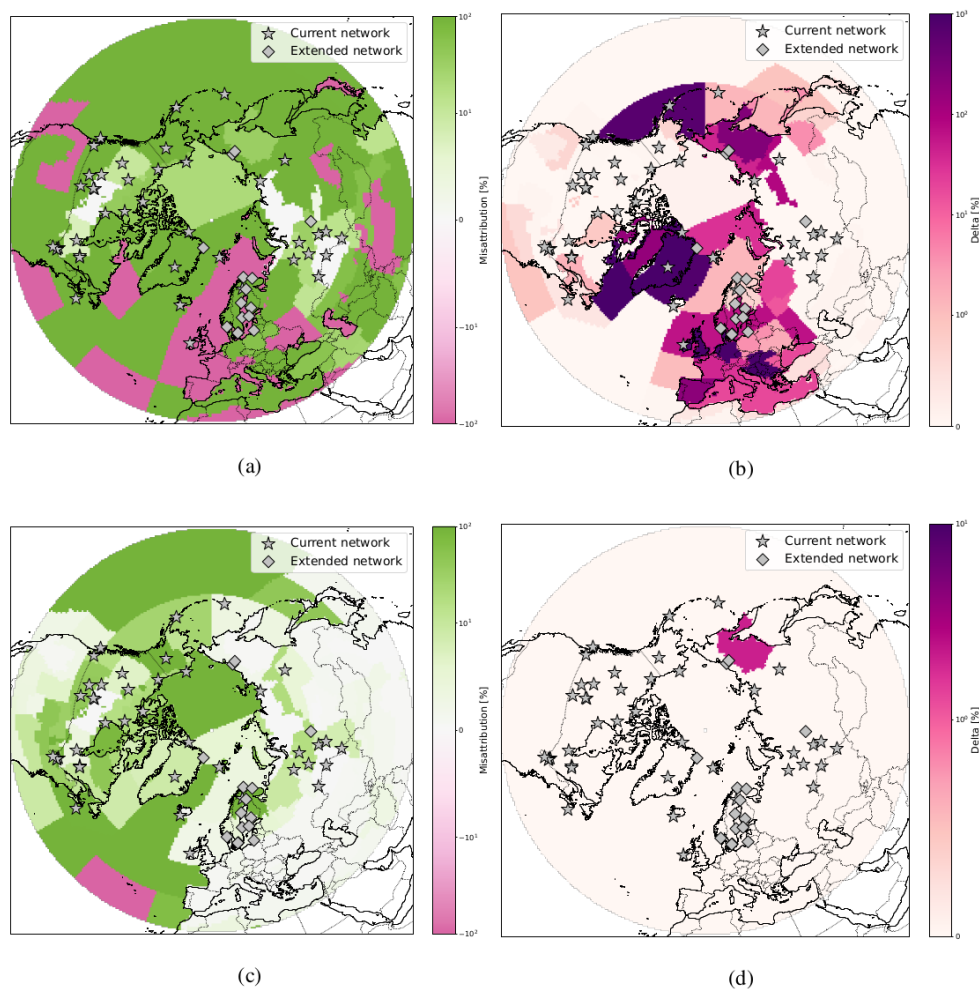 Current network
Extended network
10²
10¹
0
−10¹
−10²
Misattribution [%]
(a)
Current network
Extended network
10³
10²
10¹
10⁰
0
Delta [%]
(b)
Current network
Extended network
10²
10¹
0
−10¹
−10²
Misattribution [%]
(c)
Current network
Extended network
10¹
10⁰
0
Delta [%]
(d)